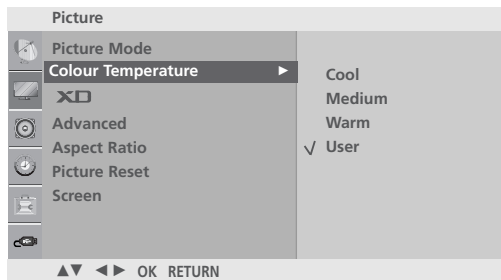 Picture
Picture Mode
Colour Temperature ►
XD
Advanced
Aspect Ratio
Picture Reset
Screen
Cool
Medium
Warm
√ User
▲▼ ◄► OK RETURN